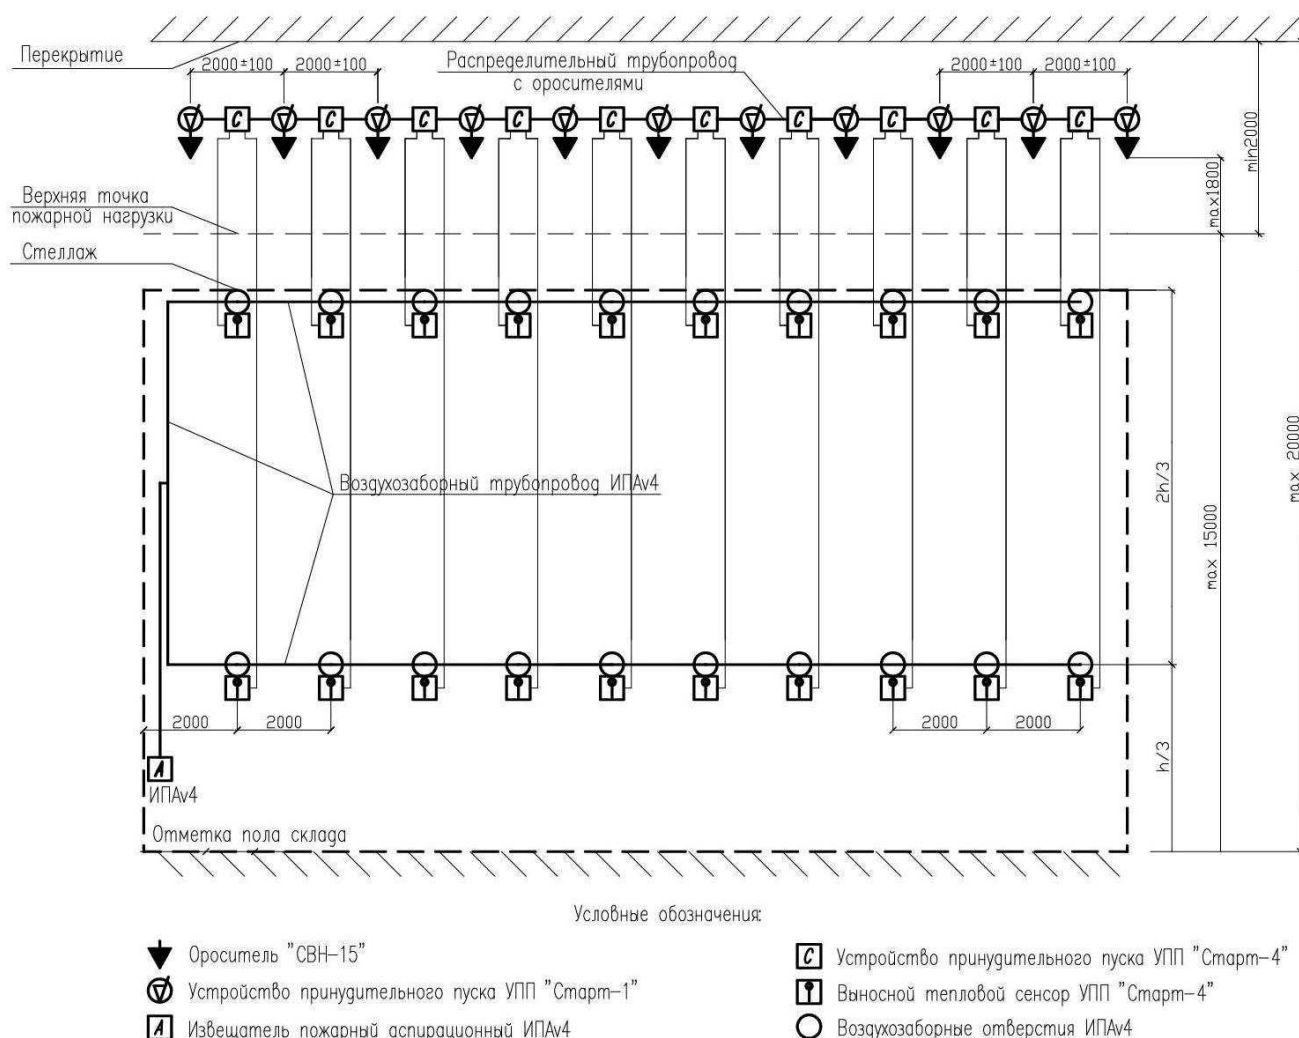 Перекрытие
2000±100
2000±100
Распределительный трубопровод
с оросителями
2000±100
2000±100
С
С
С
С
С
С
С
С
С
С
min2000
max1800
Верхняя точка
пожарной нагрузки
Стеллаж
Воздухозаборный трубопровод ИПАv4
2h/3
max 15000
max 20000
2000
2000
2000
2000
h/3
А
ИПАv4
Отметка пола склада
Условные обозначения:
Ороситель "СВН-15"
Устройство принудительного пуска УПП "Старт-1"
А Извещатель пожарный аспирационный ИПАv4
С Устройство принудительного пуска УПП "Старт-4"
Выносной тепловой сенсор УПП "Старт-4"
Воздухозаборные отверстия ИПАv4